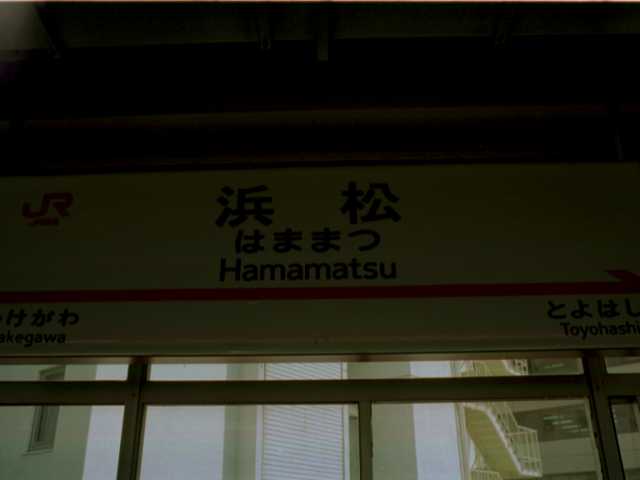 JR
浜松
はままつ
Hamamatsu
けがわ
akegawa
とよはし
Toyohashi